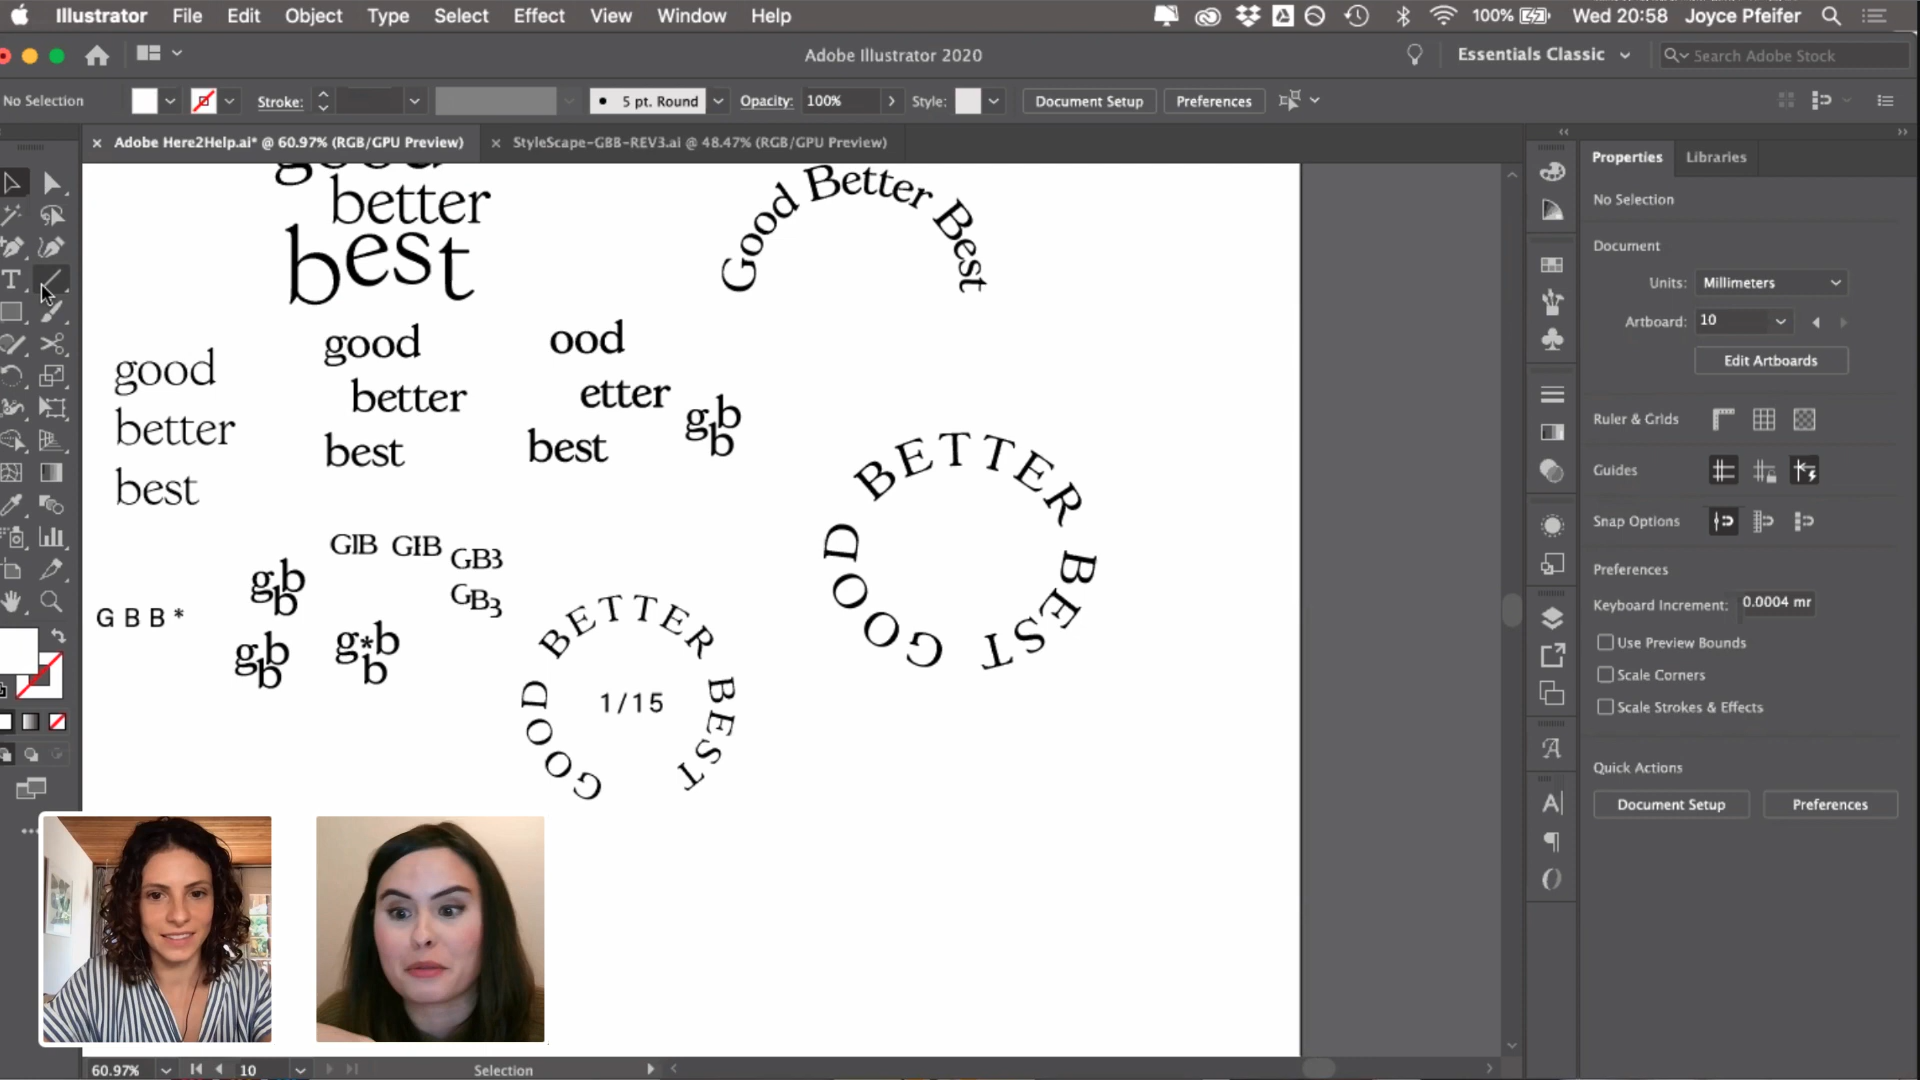 Illustrator File Edit Object Type Select Effect View Window Help 100% Wed 20:58 Joyce Pfeifer
Adobe Illustrator 2020 Essentials Classic Search Adobe Stock
No Selection Stroke: 5 pt. Round Opacity: 100% Style: Document Setup Preferences
Adobe Here2Help.ai* @ 60.97% (RGB/GPU Preview) StyleScape-GBB-REV3.ai @ 48.47% (RGB/GPU Preview)
good
better
best
Good Better Best
good
better
best
good
better
best
ood
etter
best
gbb
GOOD BETTER BEST
GIB GIB GB3
GB3
gbb
G B B *
gbb
g*bb
GOOD BETTER BEST
1/15
60.97% 10 Selection
Properties Libraries
No Selection
Document
Units: Millimeters
Artboard: 10
Edit Artboards
Ruler & Grids
Guides
Snap Options
Preferences
Keyboard Increment: 0.0004 mr
Use Preview Bounds
Scale Corners
Scale Strokes & Effects
Quick Actions
Document Setup Preferences